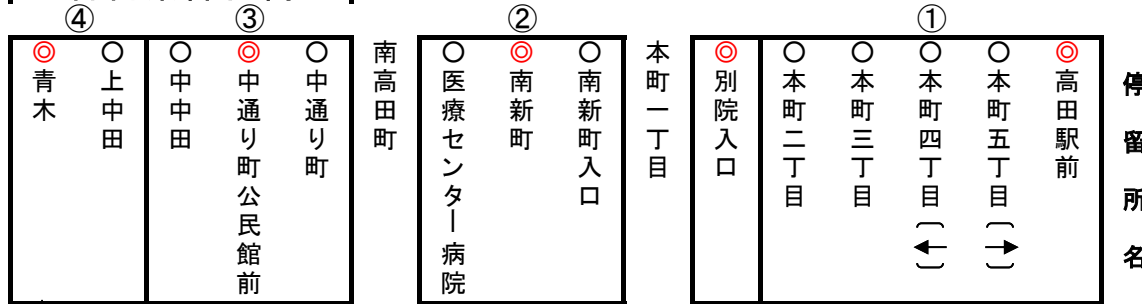 停留所名
①
◎高田駅前
○本町五丁目(→)
○本町四丁目(←)
○本町三丁目
○本町二丁目
◎別院入口
本町一丁目
②
○南新町入口
◎南新町
○医療センター病院
南高田町
③
○中通り町
◎中通り町公民館前
○中中田
④
○上中田
◎青木